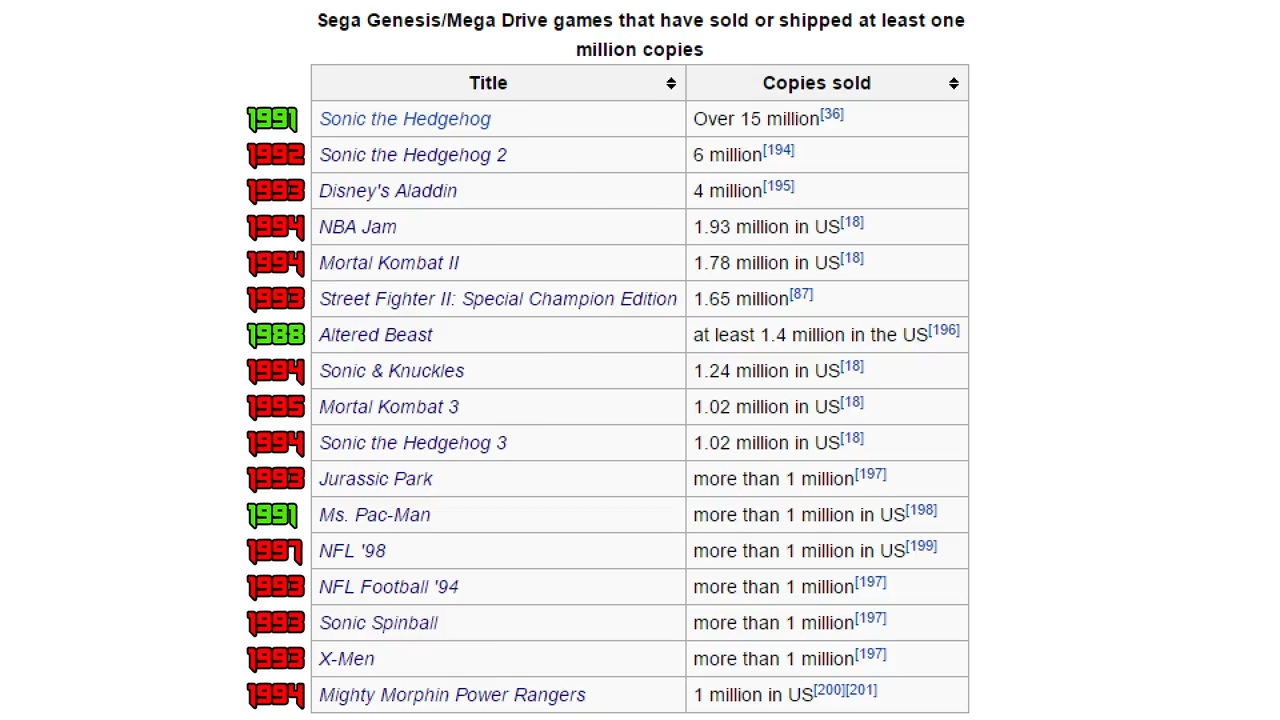 Sega Genesis/Mega Drive games that have sold or shipped at least one
million copies
Title Copies sold
1991 Sonic the Hedgehog Over 15 million[36]
1992 Sonic the Hedgehog 2 6 million[194]
1993 Disney's Aladdin 4 million[195]
1994 NBA Jam 1.93 million in US[18]
1994 Mortal Kombat II 1.78 million in US[18]
1993 Street Fighter II: Special Champion Edition 1.65 million[87]
1988 Altered Beast at least 1.4 million in the US[196]
1994 Sonic & Knuckles 1.24 million in US[18]
1995 Mortal Kombat 3 1.02 million in US[18]
1994 Sonic the Hedgehog 3 1.02 million in US[18]
1993 Jurassic Park more than 1 million[197]
1991 Ms. Pac-Man more than 1 million in US[198]
1997 NFL '98 more than 1 million in US[199]
1993 NFL Football '94 more than 1 million[197]
1993 Sonic Spinball more than 1 million[197]
1993 X-Men more than 1 million[197]
1994 Mighty Morphin Power Rangers 1 million in US[200][201]